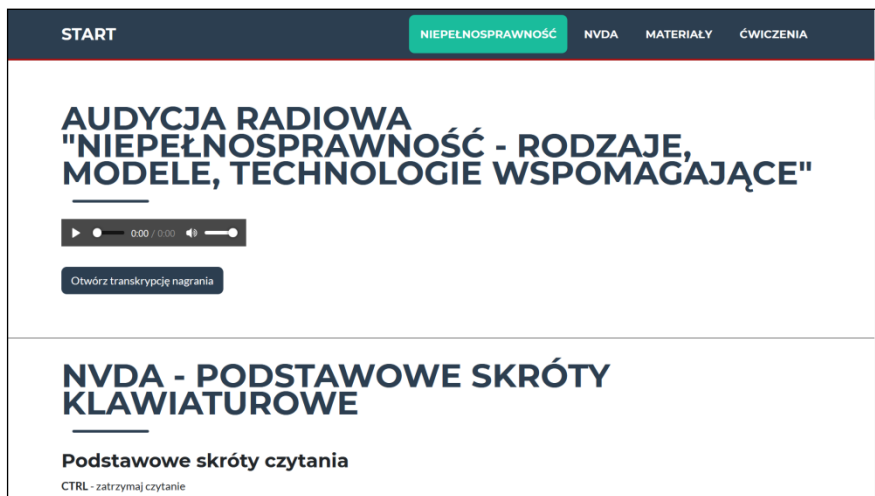 START
NIEPEŁNOSPRAWNOŚĆ NVDA MATERIAŁY ĆWICZENIA
AUDYCJA RADIOWA
"NIEPEŁNOSPRAWNOŚĆ - RODZAJE,
MODELE, TECHNOLOGIE WSPOMAGAJĄCE"
0:00 / 0:00
Otwórz transkrypcję nagrania
NVDA - PODSTAWOWE SKRÓTY
KLAWIATUROWE
Podstawowe skróty czytania
CTRL - zatrzymaj czytanie